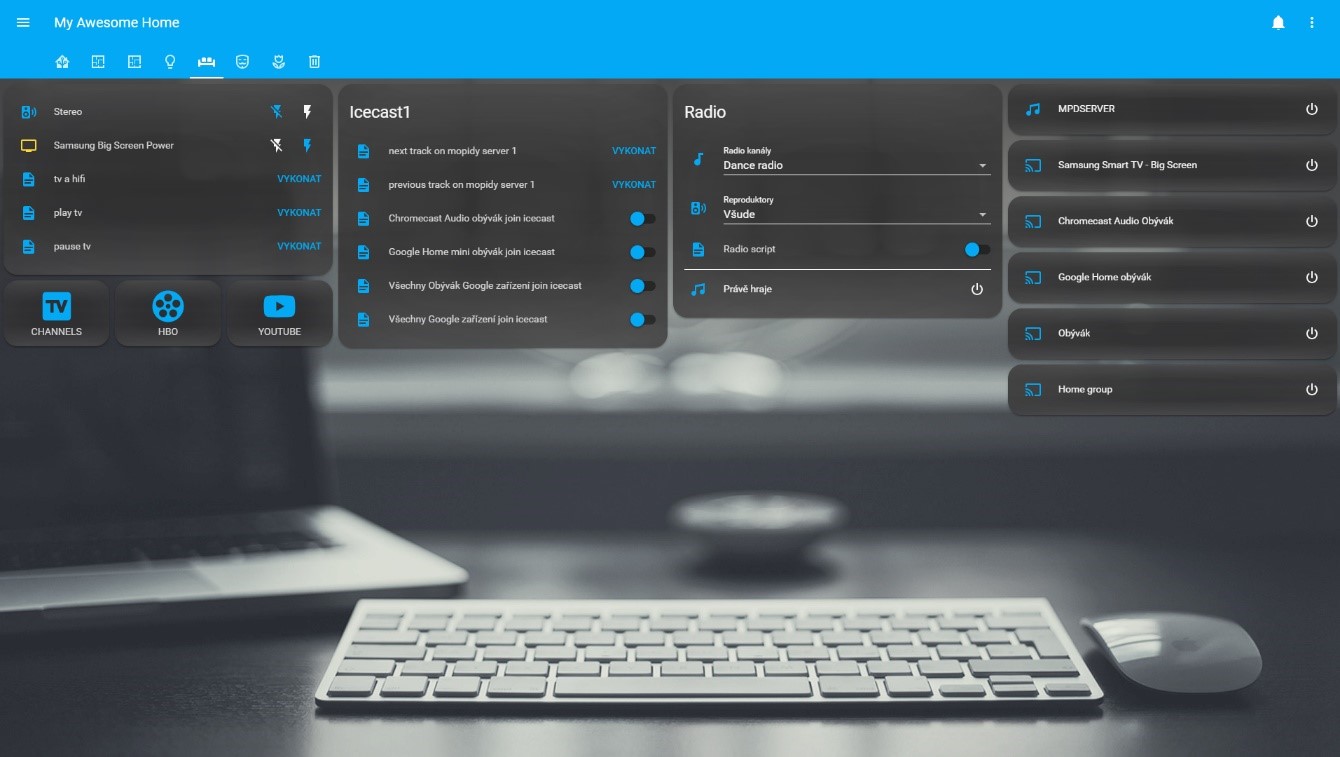 My Awesome Home
Stereo
Samsung Big Screen Power
tv a hifi VYKONAT
play tv VYKONAT
pause tv VYKONAT
TV
CHANNELS
HBO
YOUTUBE
Icecast1
next track on mopidy server 1 VYKONAT
previous track on mopidy server 1 VYKONAT
Chromecast Audio obývák join icecast
Google Home mini obývák join icecast
Všechny Obývák Google zařízení join icecast
Všechny Google zařízení join icecast
Radio
Radio kanály
Dance radio
Reproduktory
Všude
Radio script
Právě hraje
MPDSERVER
Samsung Smart TV - Big Screen
Chromecast Audio Obývák
Google Home obývák
Obývák
Home group